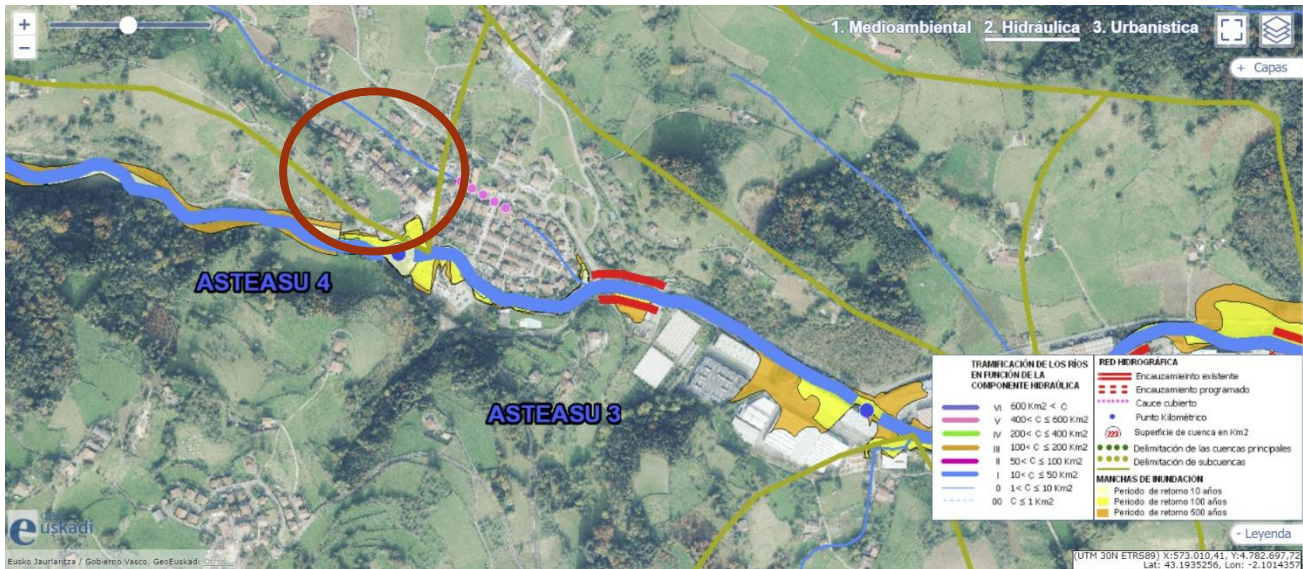 +
−
1. Medioambiental 2. Hidráulica 3. Urbanistica
+ Capas
ASTEASU 4
ASTEASU 3
TRAMIFICACIÓN DE LOS RÍOS
EN FUNCIÓN DE LA
COMPONENTE HIDRAÚLICA
VI 600 Km2 < C
V 400< C ≤ 600 Km2
IV 200< C ≤ 400 Km2
III 100< C ≤ 200 Km2
II 50< C ≤ 100 Km2
I 10< C ≤ 50 Km2
0 1< C ≤ 10 Km2
00 C ≤ 1 Km2
RED HIDROGRÁFICA
Encauzamieinto existente
Encauzamiento programado
Cauce cubierto
Punto Kilométrico
223 Superficie de cuenca en Km2
Delimitación de las cuencas principales
Delimitación de subcuencas
MANCHAS DE INUNDACIÓN
Periodo de retorno 10 años
Periodo de retorno 100 años
Periodo de retorno 500 años
euskadi
- Leyenda
Eusko Jaurlaritza / Gobierno Vasco. GeoEuskadi Otros...
(UTM 30N ETRS89) X:573.010,41, Y:4.782.697,72
Lat: 43.1935256, Lon: -2.1014357